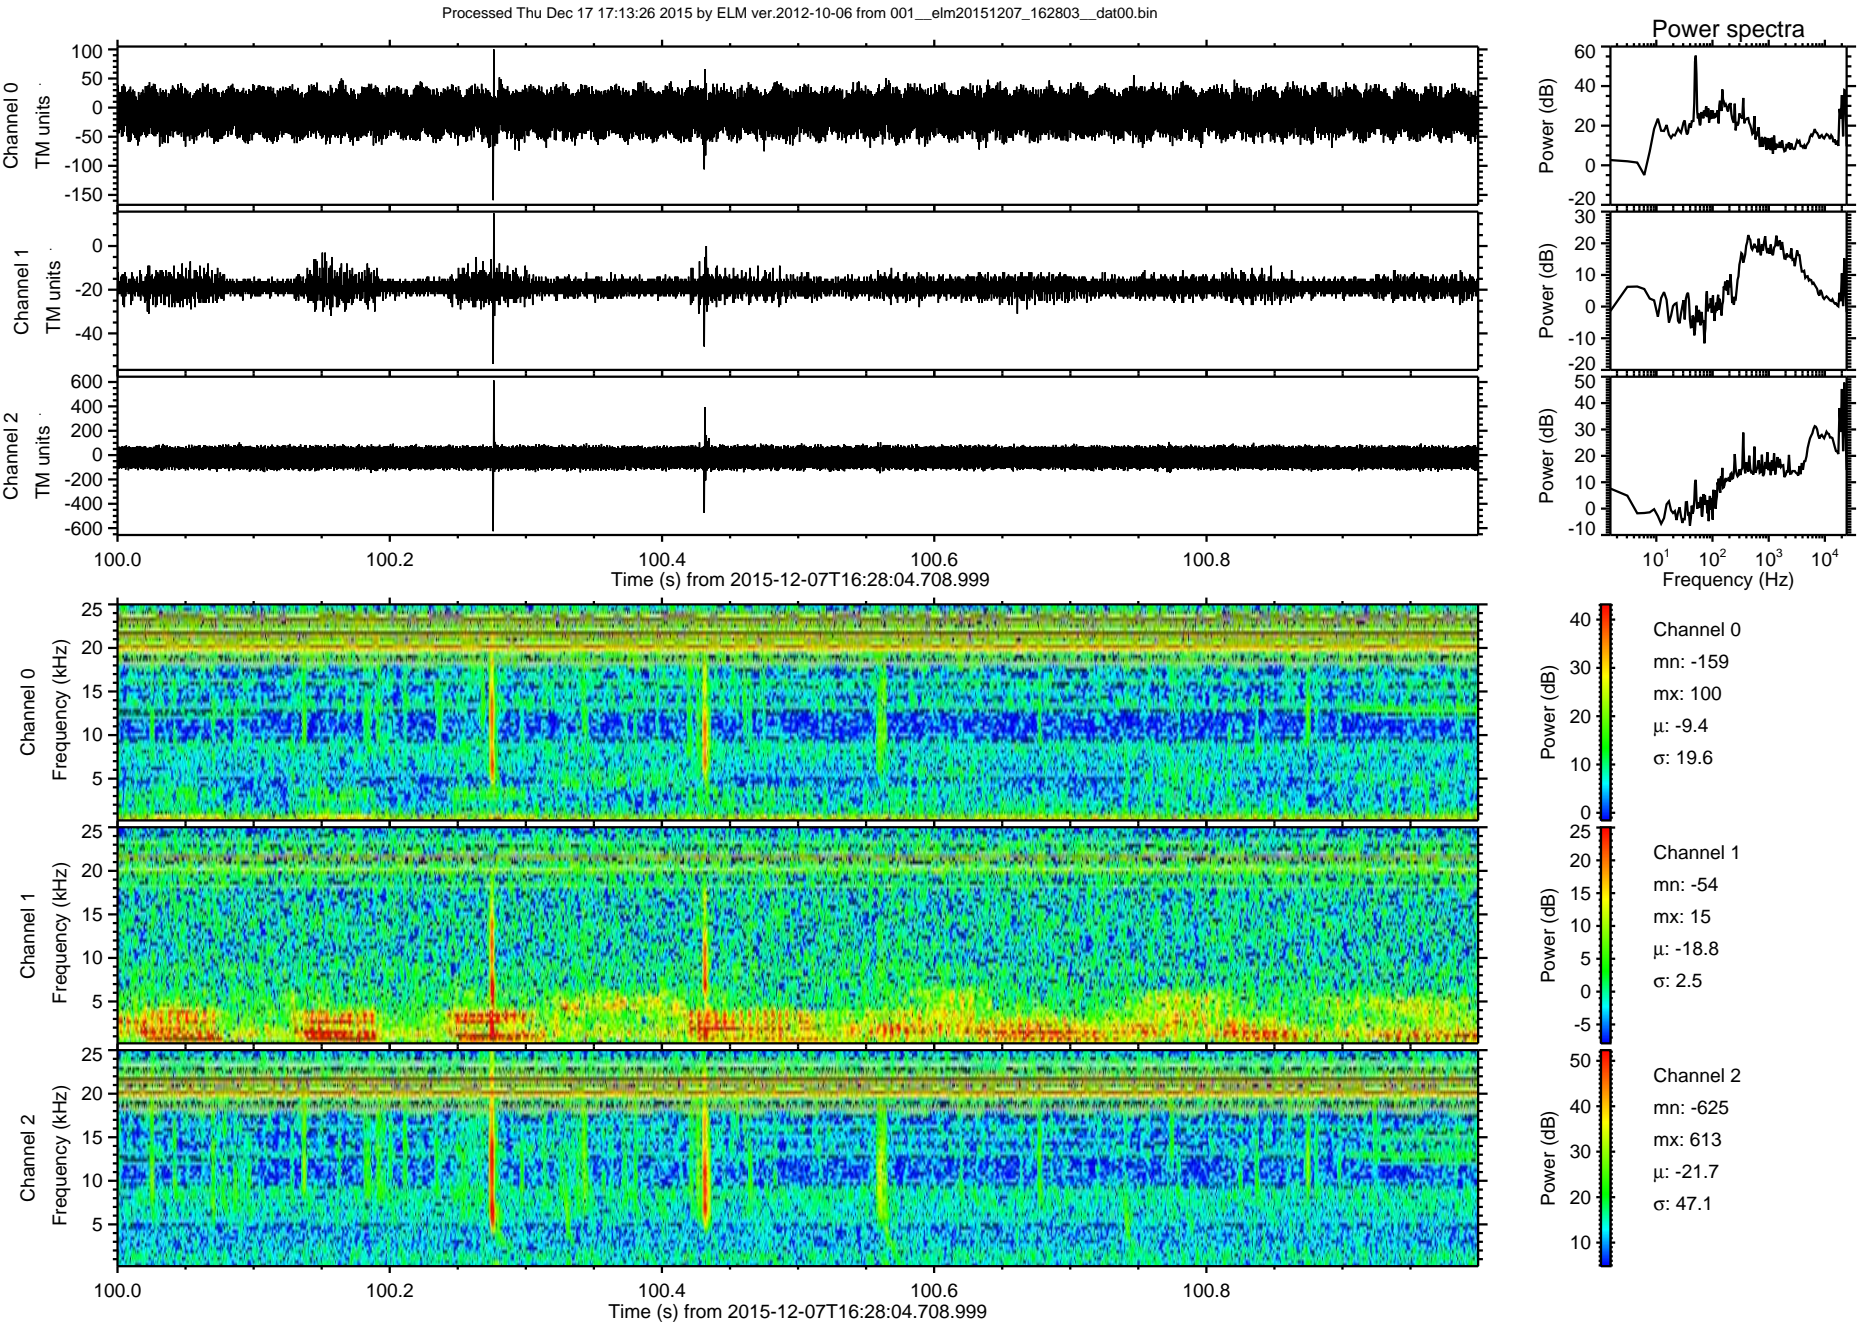 Processed Thu Dec 17 17:13:26 2015 by ELM ver.2012-10-06 from 001__elm20151207_162803__dat00.bin
Power spectra
Channel 0
TM units
100
50
0
-50
-100
-150
Power (dB)
60
40
20
0
-20
Channel 1
TM units
0
-20
-40
Power (dB)
30
20
10
0
-10
-20
Channel 2
TM units
600
400
200
0
-200
-400
-600
Power (dB)
50
40
30
20
10
0
-10
100.0 100.2 100.4 100.6 100.8
Time (s) from 2015-12-07T16:28:04.708.999
10^1 10^2 10^3 10^4
Frequency (Hz)
Channel 0
Frequency (kHz)
25
20
15
10
5
Power (dB)
40
30
20
10
0
Channel 0
mn: -159
mx: 100
μ: -9.4
σ: 19.6
Channel 1
Frequency (kHz)
25
20
15
10
5
Power (dB)
25
20
15
10
5
0
-5
Channel 1
mn: -54
mx: 15
μ: -18.8
σ: 2.5
Channel 2
Frequency (kHz)
25
20
15
10
5
Power (dB)
50
40
30
20
10
Channel 2
mn: -625
mx: 613
μ: -21.7
σ: 47.1
100.0 100.2 100.4 100.6 100.8
Time (s) from 2015-12-07T16:28:04.708.999